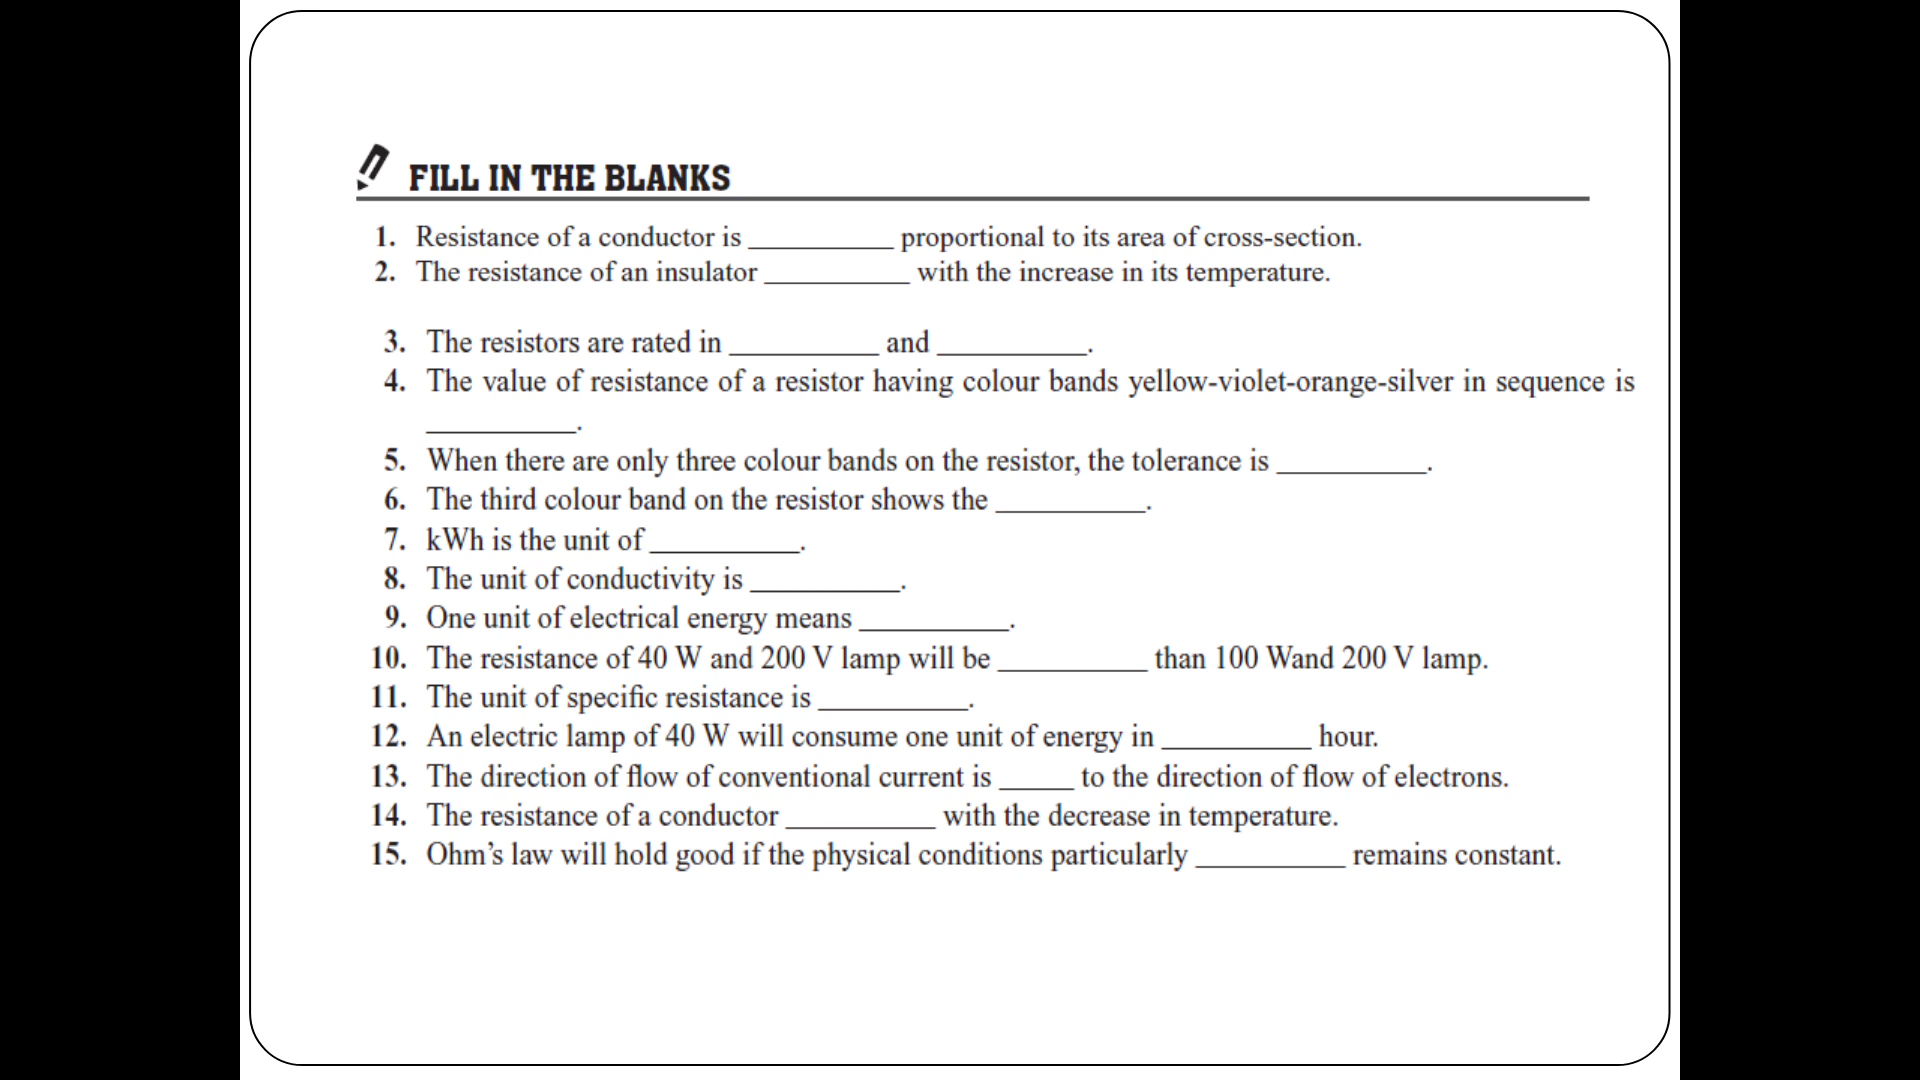 FILL IN THE BLANKS
1. Resistance of a conductor is __________ proportional to its area of cross-section.
2. The resistance of an insulator __________ with the increase in its temperature.
3. The resistors are rated in __________ and __________.
4. The value of resistance of a resistor having colour bands yellow-violet-orange-silver in sequence is
__________.
5. When there are only three colour bands on the resistor, the tolerance is __________.
6. The third colour band on the resistor shows the __________.
7. kWh is the unit of __________.
8. The unit of conductivity is __________.
9. One unit of electrical energy means __________.
10. The resistance of 40 W and 200 V lamp will be __________ than 100 Wand 200 V lamp.
11. The unit of specific resistance is __________.
12. An electric lamp of 40 W will consume one unit of energy in __________ hour.
13. The direction of flow of conventional current is _____ to the direction of flow of electrons.
14. The resistance of a conductor __________ with the decrease in temperature.
15. Ohm’s law will hold good if the physical conditions particularly __________ remains constant.